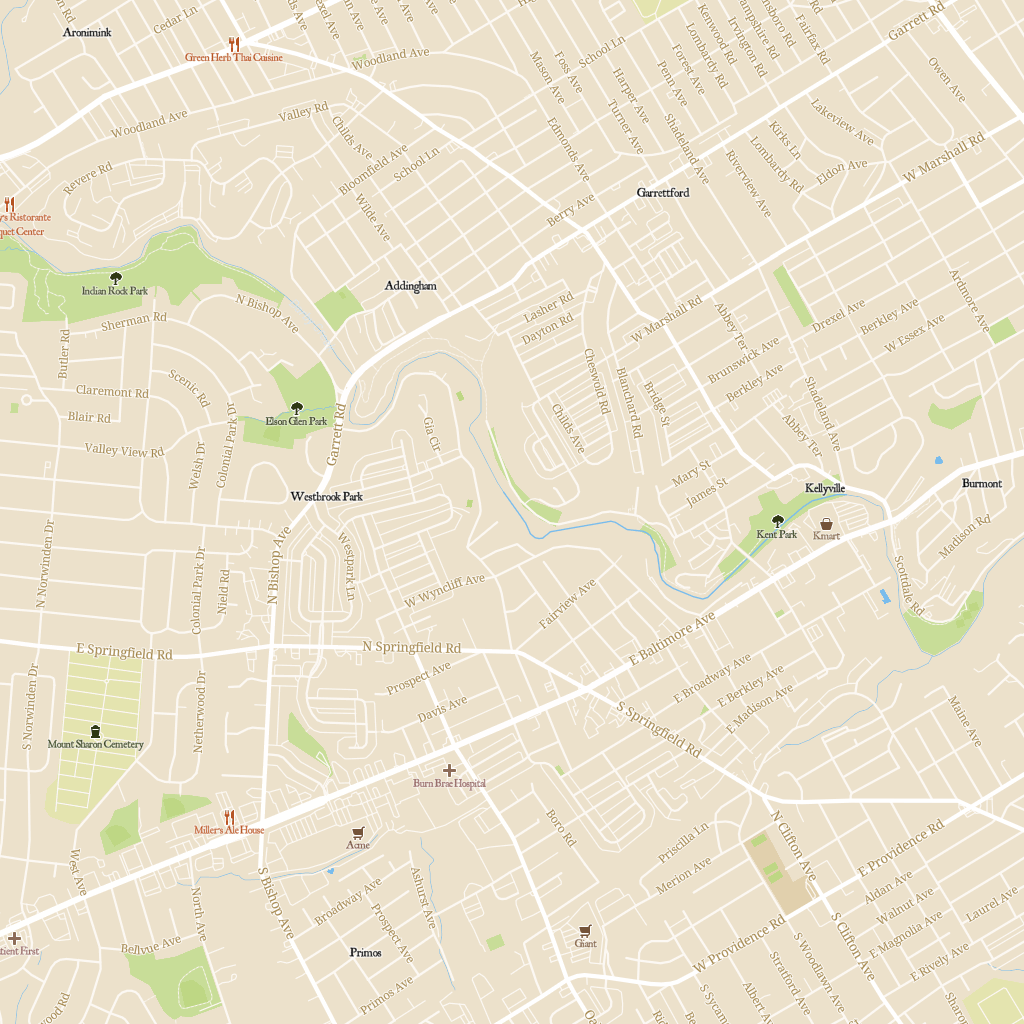 Aronimink
Cedar Ln
Green Herb Thai Cuisine
Woodland Ave
School Ln
Foss Ave
Mason Ave
Kenwood Rd
Lombardy Rd
Irvington Rd
Fairfax Rd
Garrett Rd
Forest Ave
Penn Ave
Harper Ave
Turner Ave
Owen Ave
Woodland Ave
Valley Rd
Childs Ave
Bloomfield Ave
School Ln
Edmonds Ave
Shadeland Ave
Lakeview Ave
Kirks Ln
Lombardy Rd
Eldon Ave
Riverview Ave
W Marshall Rd
Revere Rd
Wilde Ave
Berry Ave
Garrettford
y's Ristorante
quet Center
Indian Rock Park
Addingham
N Bishop Ave
Sherman Rd
Butler Rd
Lasher Rd
Dayton Rd
W Marshall Rd
Abbey Ter
Drexel Ave
Berkley Ave
W Essex Ave
Ardmore Ave
Brunswick Ave
Berkley Ave
Claremont Rd
Scenic Rd
Blair Rd
Colonial Park Dr
Elson Glen Park
Garrett Rd
Gia Cir
Cheswold Rd
Blanchard Rd
Bridge St
Childs Ave
Shadeland Ave
Abbey Ter
Valley View Rd
Welsh Dr
Westbrook Park
Mary St
James St
Kellyville
Burmont
Kent Park
Kmart
Madison Rd
N Norwinden Dr
Colonial Park Dr
Nield Rd
N Bishop Ave
Westpark Ln
W Wyncliff Ave
Fairview Ave
Scottdale Rd
E Springfield Rd
N Springfield Rd
E Baltimore Ave
Prospect Ave
Davis Ave
E Broadway Ave
E Berkley Ave
E Madison Ave
S Norwinden Dr
Netherwood Dr
Mount Sharon Cemetery
S Springfield Rd
Maine Ave
Burn Brae Hospital
Miller's Ale House
Acme
Boro Rd
Priscilla Ln
Merion Ave
N Clifton Ave
E Providence Rd
West Ave
S Bishop Ave
North Ave
Broadway Ave
Prospect Ave
Ashurst Ave
Aldan Ave
Walnut Ave
Laurel Ave
E Magnolia Ave
E Rively Ave
S Clifton Ave
W Providence Rd
S Woodlawn Ave
Stratford Ave
Giant
tient First
Bellvue Ave
Primos
Primos Ave
Albert Ave